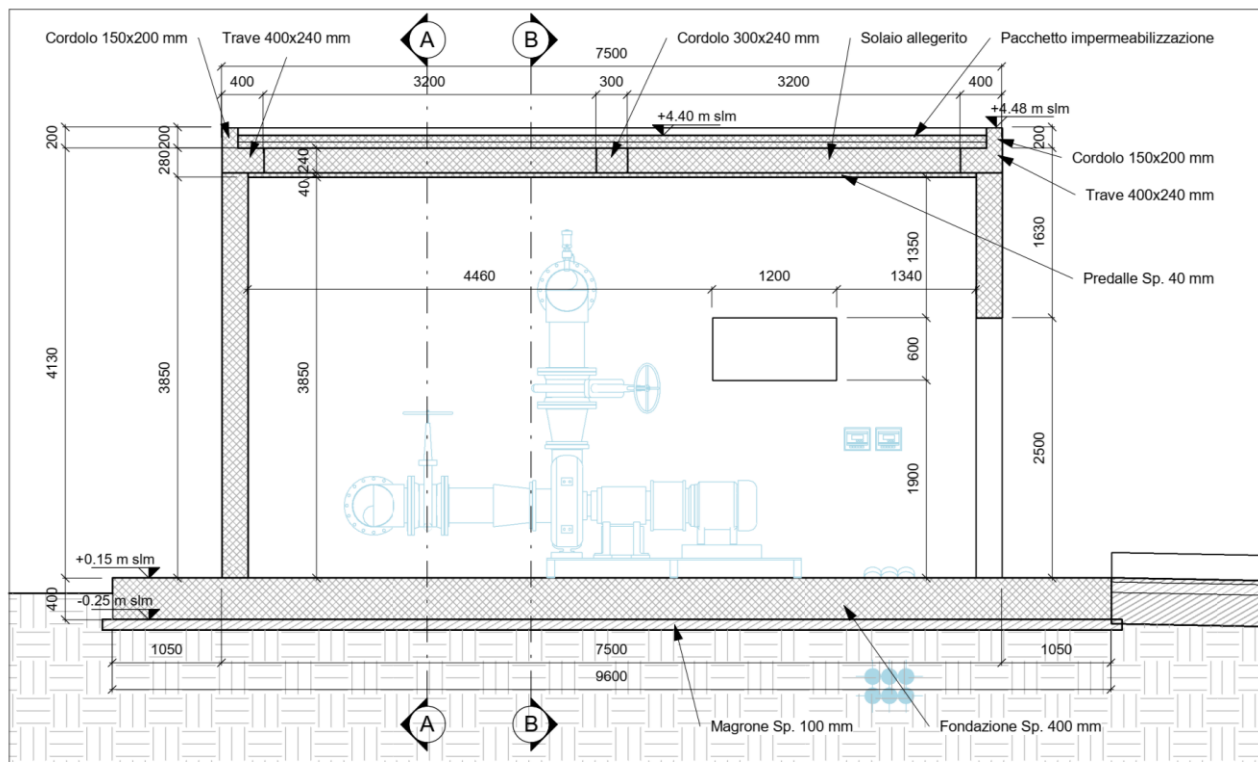 Cordolo 150x200 mm
Trave 400x240 mm
A
B
Cordolo 300x240 mm
Solaio allegerito
Pacchetto impermeabilizzazione
7500
400
3200
300
3200
400
+4.40 m slm
+4.48 m slm
200
200
280
240
40
200
Cordolo 150x200 mm
Trave 400x240 mm
1630
1350
Predalle Sp. 40 mm
4460
1200
1340
600
4130
3850
3850
1900
2500
+0.15 m slm
400
-0.25 m slm
1050
7500
1050
9600
A
B
Magrone Sp. 100 mm
Fondazione Sp. 400 mm